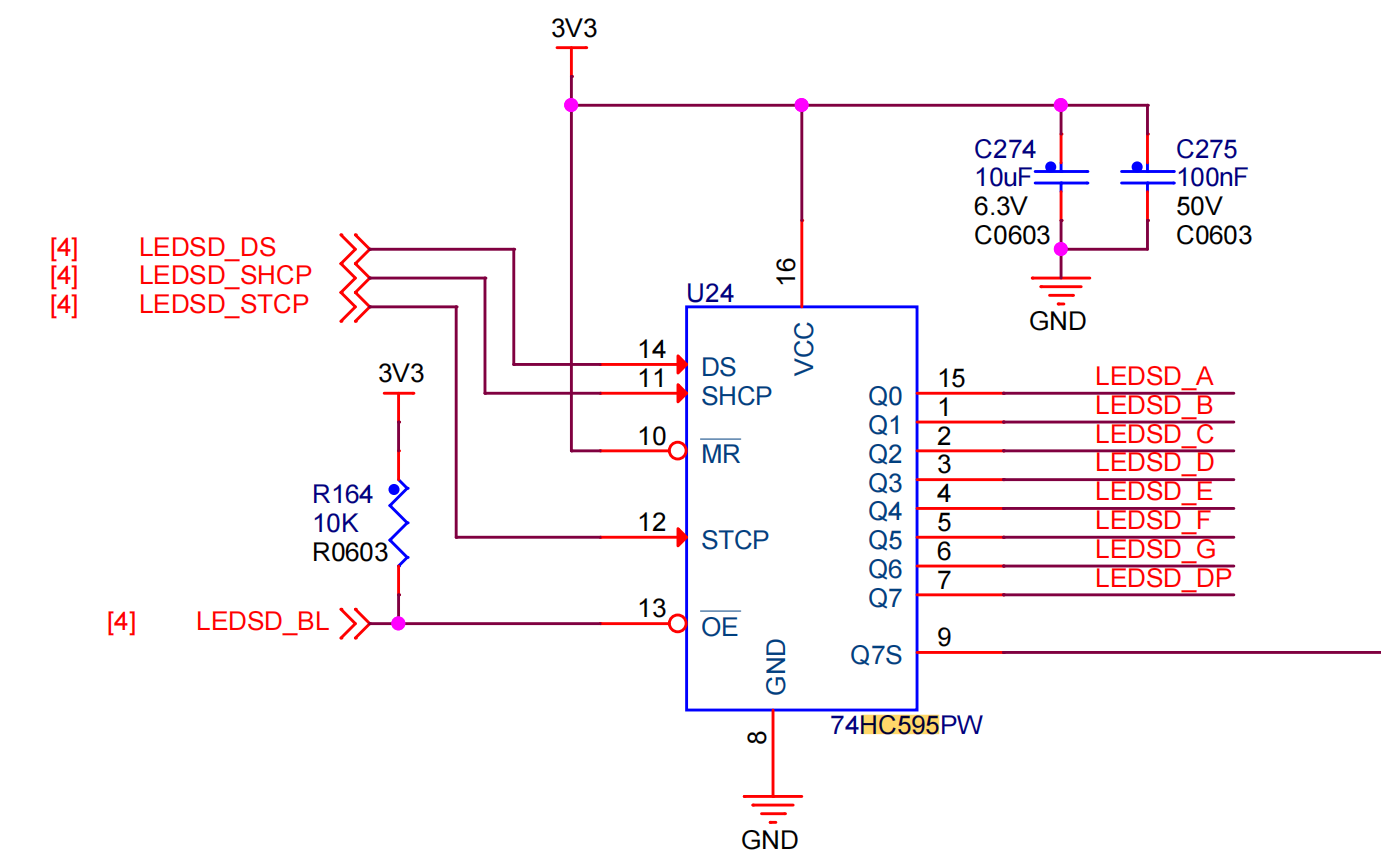 3V3
C274
10uF
6.3V
C0603
C275
100nF
50V
C0603
GND
[4] LEDSD_DS
[4] LEDSD_SHCP
[4] LEDSD_STCP
3V3
R164
10K
R0603
[4] LEDSD_BL
U24
16
VCC
14 DS
11 SHCP
10 MR
12 STCP
13 OE
GND
8
Q0 15 LEDSD_A
Q1 1 LEDSD_B
Q2 2 LEDSD_C
Q3 3 LEDSD_D
Q4 4 LEDSD_E
Q5 5 LEDSD_F
Q6 6 LEDSD_G
Q7 7 LEDSD_DP
Q7S 9
74HC595PW
GND